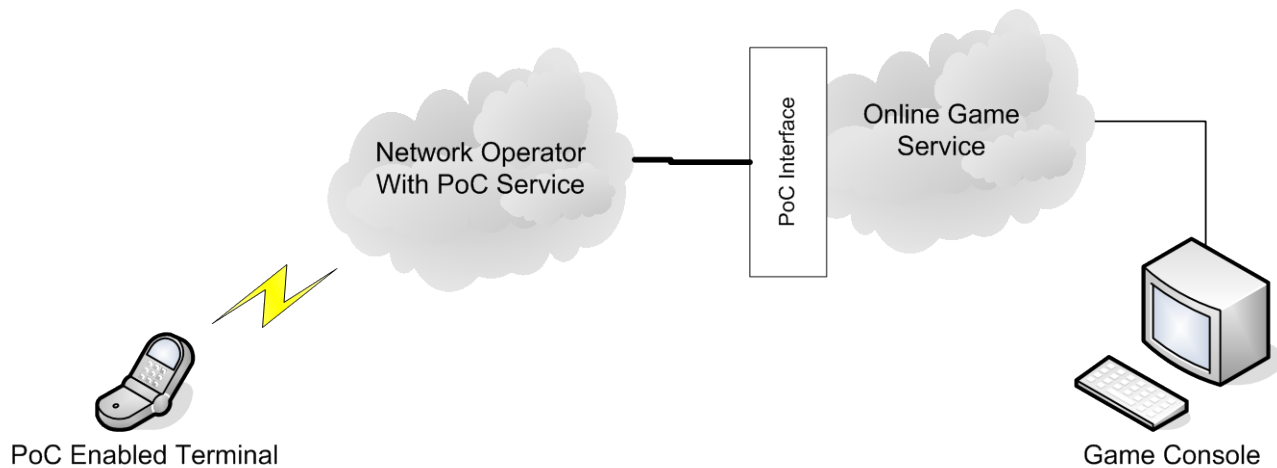 Network Operator
With PoC Service
PoC Interface
Online Game
Service
PoC Enabled Terminal
Game Console